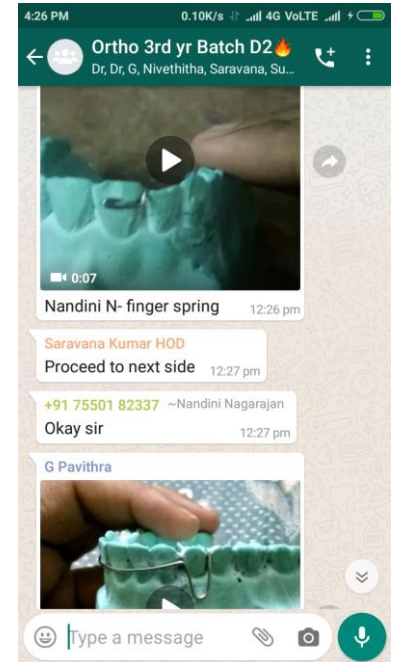 4:26 PM 0.10K/s 4G VoLTE
Ortho 3rd yr Batch D2🔥
Dr, Dr, G, Nivethitha, Saravana, Su...
0:07
Nandini N- finger spring 12:26 pm
Saravana Kumar HOD
Proceed to next side 12:27 pm
+91 75501 82337 ~Nandini Nagarajan
Okay sir 12:27 pm
G Pavithra
Type a message